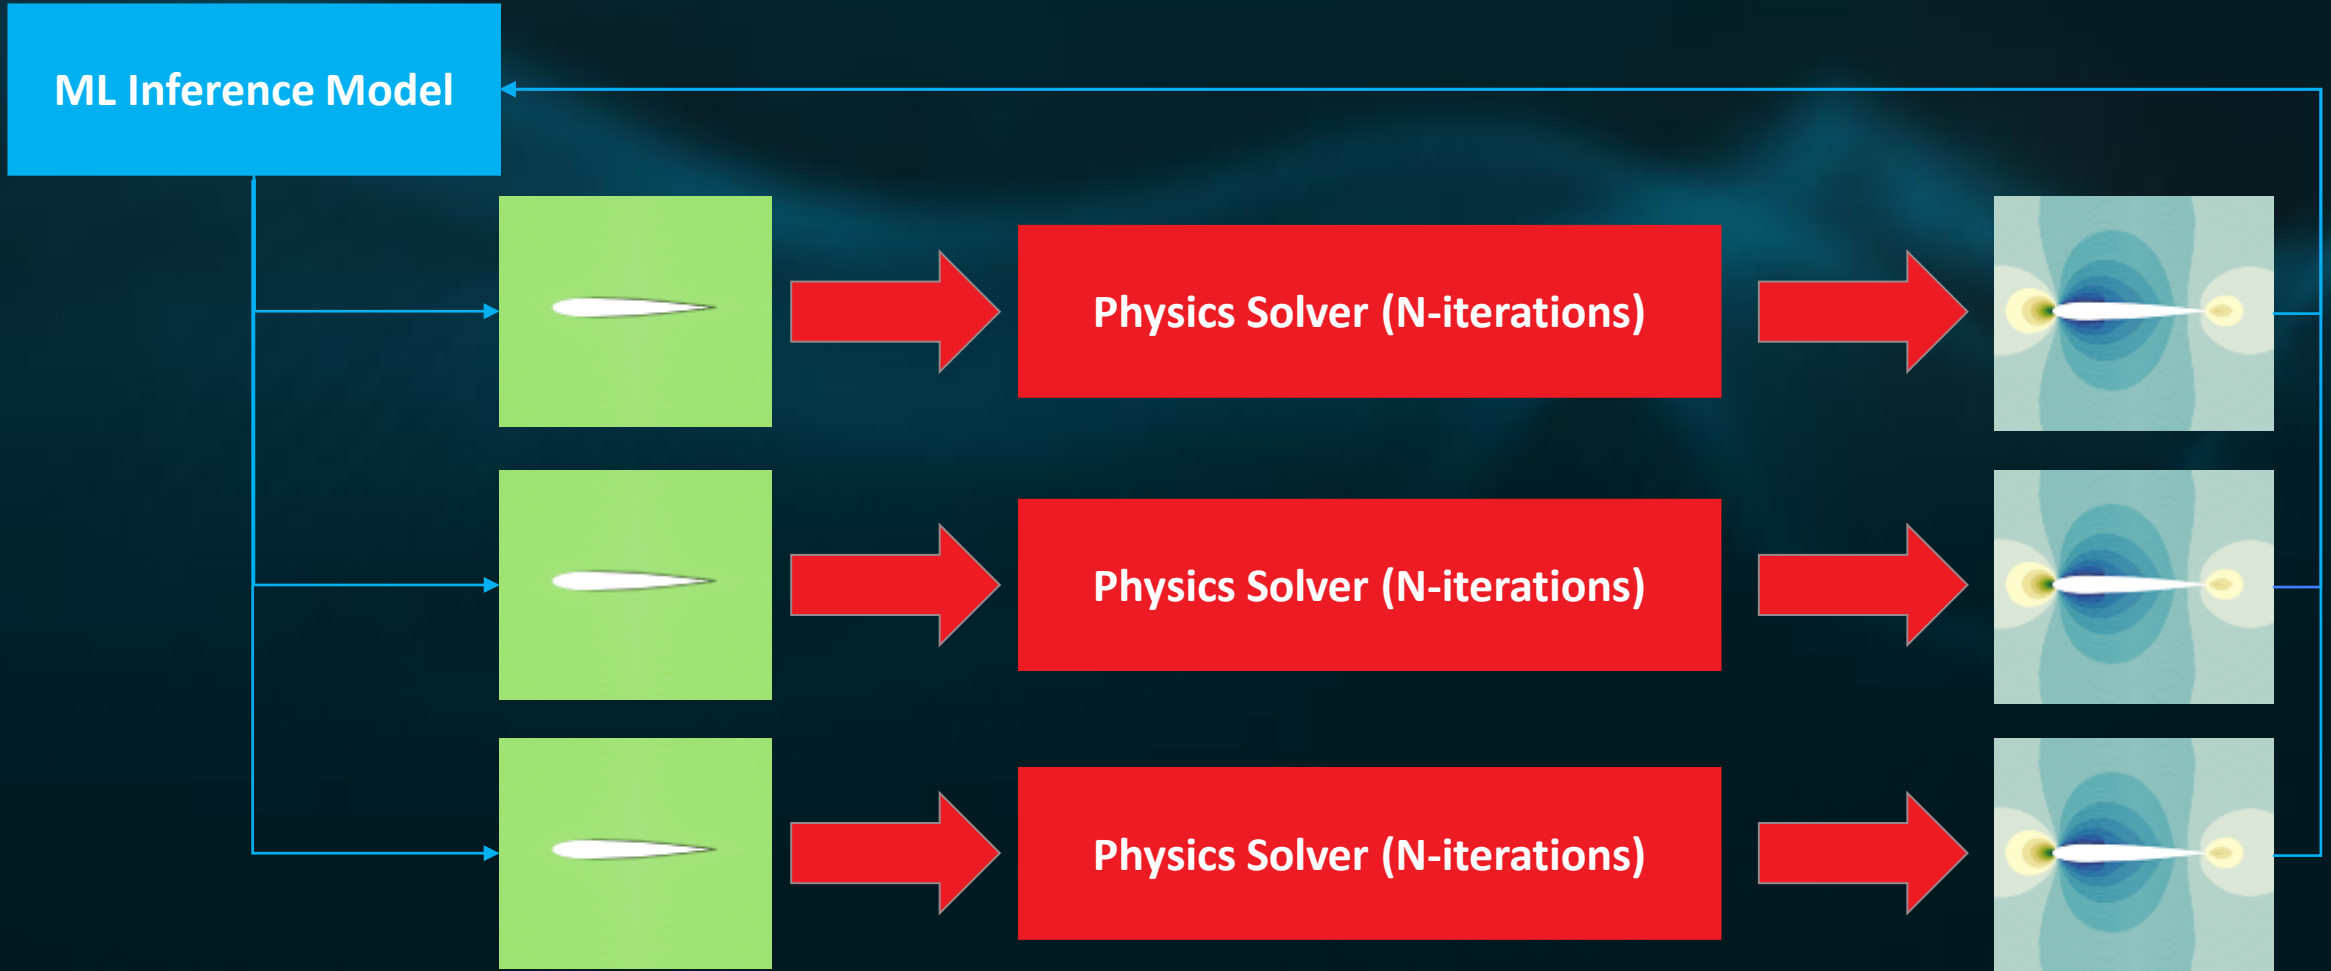 ML Inference Model
Physics Solver (N-iterations)
Physics Solver (N-iterations)
Physics Solver (N-iterations)